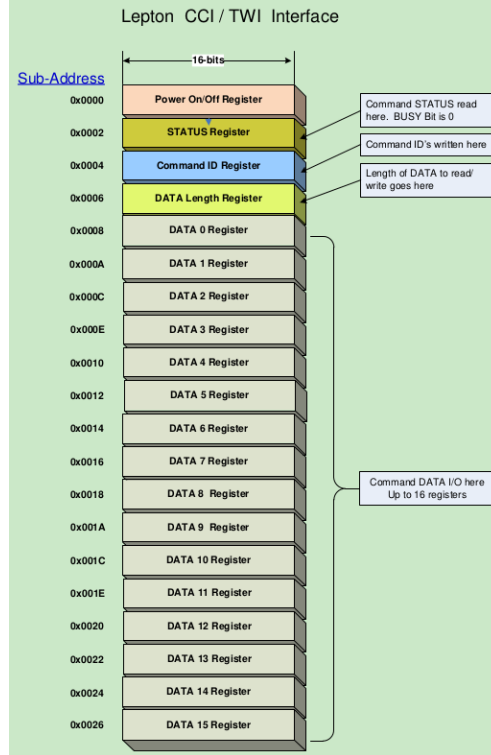 Lepton CCI / TWI Interface
16-bits
Sub-Address
0x0000 Power On/Off Register
0x0002 STATUS Register
0x0004 Command ID Register
0x0006 DATA Length Register
0x0008 DATA 0 Register
0x000A DATA 1 Register
0x000C DATA 2 Register
0x000E DATA 3 Register
0x0010 DATA 4 Register
0x0012 DATA 5 Register
0x0014 DATA 6 Register
0x0016 DATA 7 Register
0x0018 DATA 8 Register
0x001A DATA 9 Register
0x001C DATA 10 Register
0x001E DATA 11 Register
0x0020 DATA 12 Register
0x0022 DATA 13 Register
0x0024 DATA 14 Register
0x0026 DATA 15 Register
Command STATUS read
here. BUSY Bit is 0
Command ID's written here
Length of DATA to read/
write goes here
Command DATA I/O here
Up to 16 registers